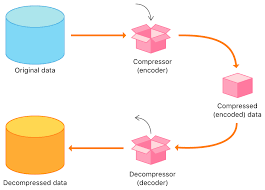 Original data
Compressor
(encoder)
Compressed
(encoded) data
Decompressed data
Decompressor
(decoder)